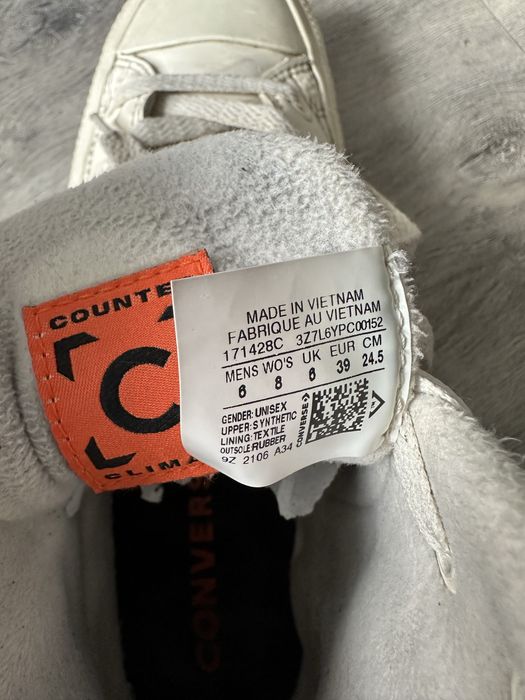 COUNTE
C
CLIMA
MADE IN VIETNAM
FABRIQUE AU VIETNAM
171428C 3Z7L6YPC00152
MENS WO'S UK EUR CM
6 8 6 39 24.5
GENDER: UNISEX
UPPER: SYNTHETIC
LINING: TEXTILE
OUTSOLE: RUBBER
9Z 2106 A34
CONVERSE
CONVERS